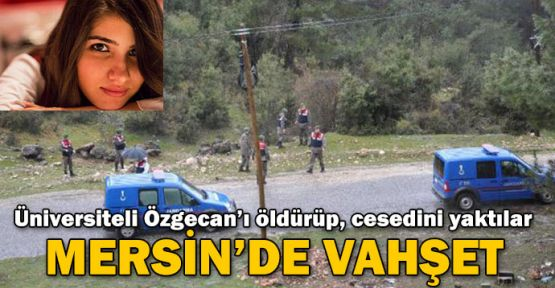 Üniversiteli Özgecan'ı öldürüp, cesedini yaktılar
MERSİN'DE VAHŞET